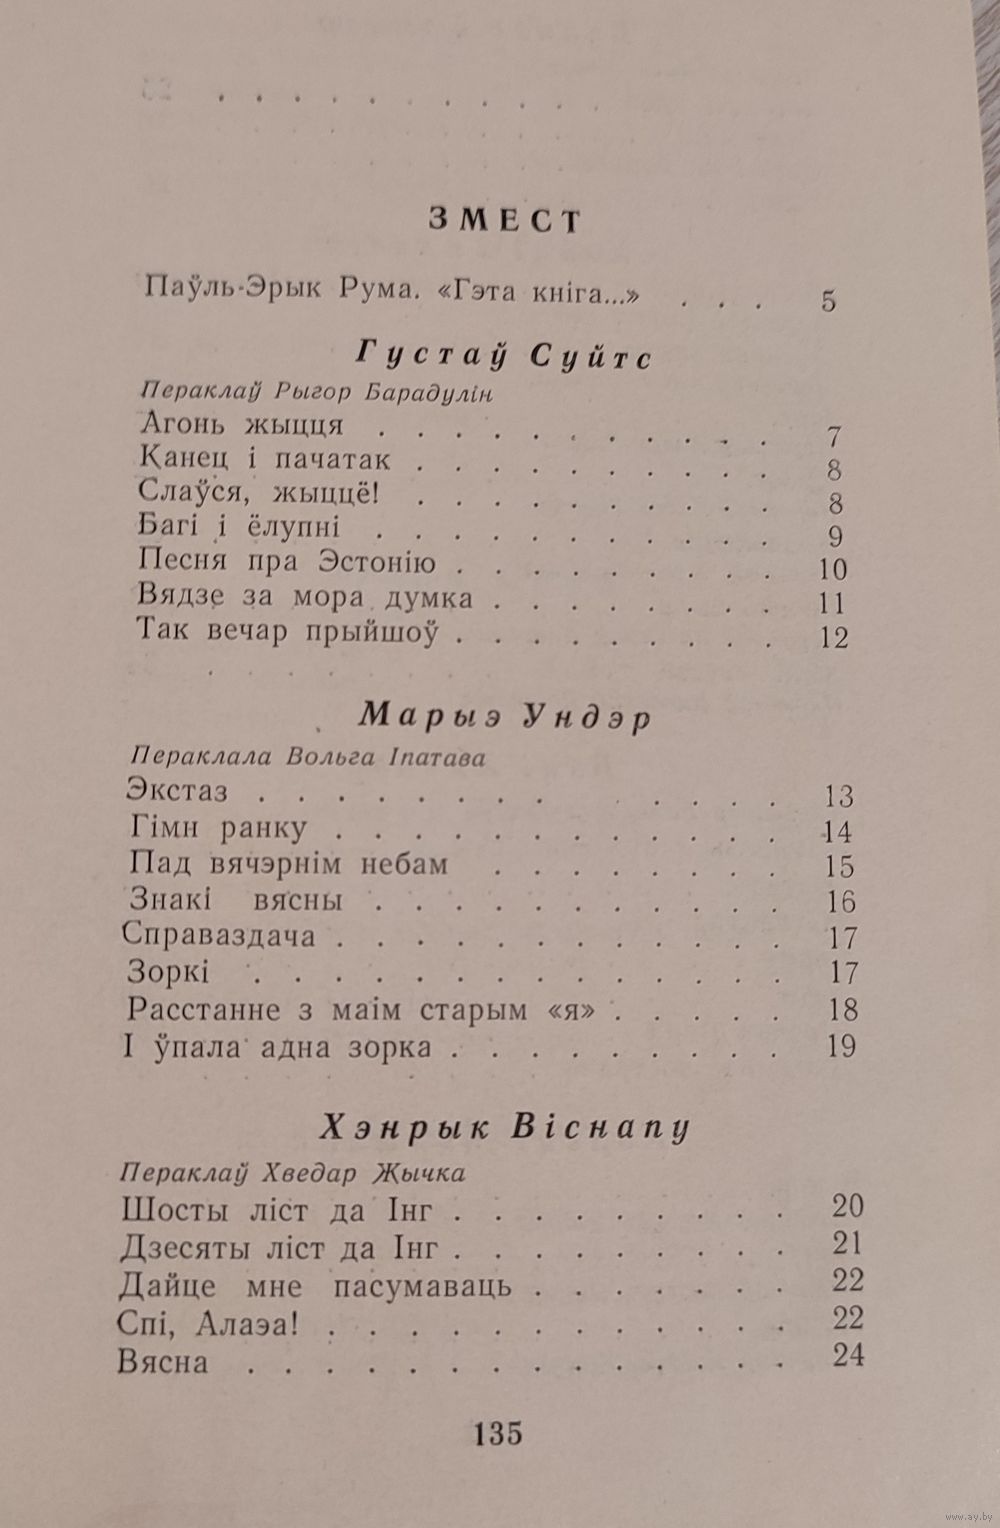 ЗМЕСТ
Паўль-Эрык Рума. «Гэта кніга...» . . . 5
Густаў Суйтс
Пераклаў Рыгор Барадулін
Агонь жыцця . . . . . . . . . . . 7
Канец і пачатак . . . . . . . . . . 8
Слаўся, жыццё! . . . . . . . . . . 8
Багі і ёлупні . . . . . . . . . . . 9
Песня пра Эстонію . . . . . . . . . 10
Вядзе за мора думка . . . . . . . . 11
Так вечар прыйшоў . . . . . . . . . 12
Марыэ Ундэр
Пераклала Вольга Іпатава
Экстаз . . . . . . . . . . . . 13
Гімн ранку . . . . . . . . . . . . 14
Пад вячэрнім небам . . . . . . . . 15
Знакі вясны . . . . . . . . . . . 16
Справаздача . . . . . . . . . . . . 17
Зоркі . . . . . . . . . . . . . . 17
Расстанне з маім старым «я» . . . . . 18
І ўпала адна зорка . . . . . . . . . 19
Хэнрык Віснапу
Пераклаў Хведар Жычка
Шосты ліст да Інг . . . . . . . . . 20
Дзесяты ліст да Інг . . . . . . . . . 21
Дайце мне пасумаваць . . . . . . . 22
Спі, Алаэа! . . . . . . . . . . . . 22
Вясна . . . . . . . . . . . . . . 24
135
www.ay.by